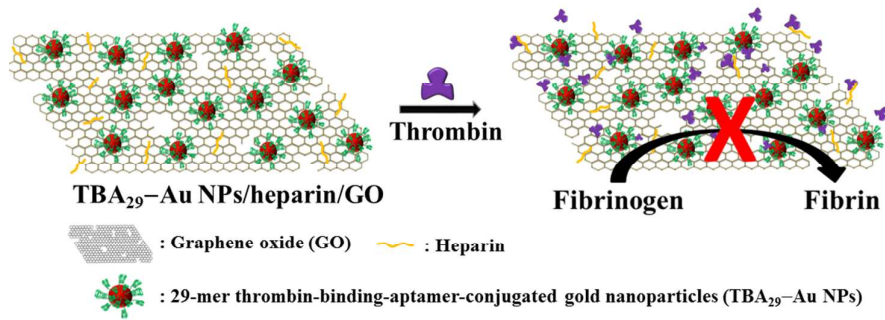 Thrombin
TBA₂₉−Au NPs/heparin/GO
Fibrinogen
Fibrin
: Graphene oxide (GO)
: Heparin
: 29-mer thrombin-binding-aptamer-conjugated gold nanoparticles (TBA₂₉−Au NPs)